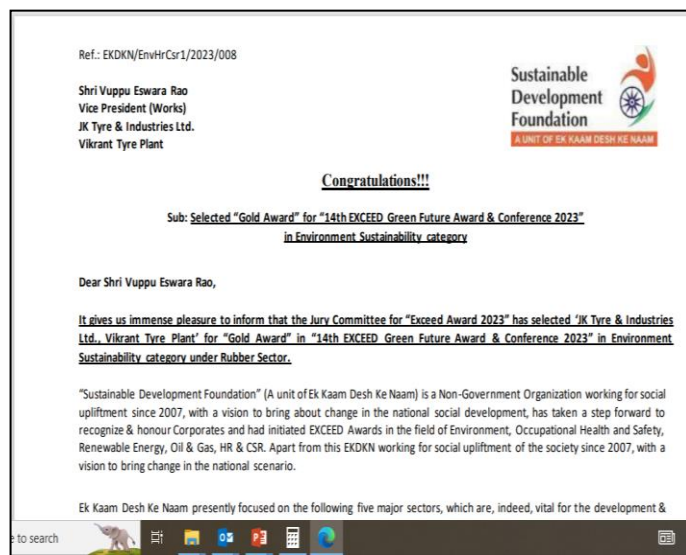 Ref.: EKDKN/EnvHrCsr1/2023/008
Shri Vuppu Eswara Rao
Vice President (Works)
JK Tyre & Industries Ltd.
Vikrant Tyre Plant
Sustainable
Development
Foundation
A UNIT OF EK KAAM DESH KE NAAM
Congratulations!!!
Sub: Selected “Gold Award” for “14th EXCEED Green Future Award & Conference 2023”
in Environment Sustainability category
Dear Shri Vuppu Eswara Rao,
It gives us immense pleasure to inform that the Jury Committee for “Exceed Award 2023” has selected ‘JK Tyre & Industries
Ltd., Vikrant Tyre Plant’ for “Gold Award” in “14th EXCEED Green Future Award & Conference 2023” in Environment
Sustainability category under Rubber Sector.
“Sustainable Development Foundation” (A unit of Ek Kaam Desh Ke Naam) is a Non-Government Organization working for social
upliftment since 2007, with a vision to bring about change in the national social development, has taken a step forward to
recognize & honour Corporates and had initiated EXCEED Awards in the field of Environment, Occupational Health and Safety,
Renewable Energy, Oil & Gas, HR & CSR. Apart from this EKDKN working for social upliftment of the society since 2007, with a
vision to bring change in the national scenario.
Ek Kaam Desh Ke Naam presently focused on the following five major sectors, which are, indeed, vital for the development &
e to search